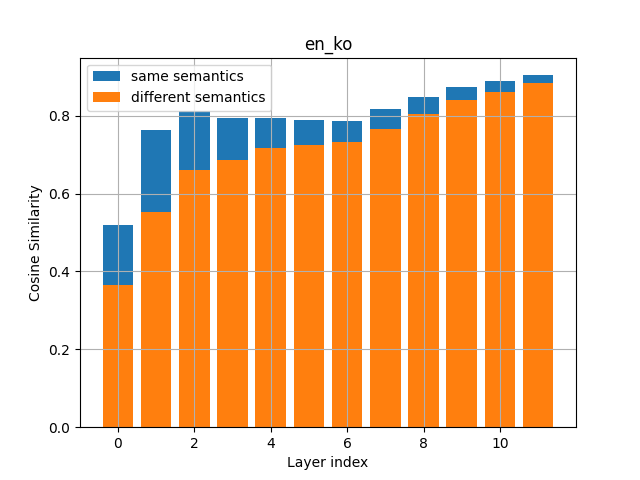 en_ko
same semantics
different semantics
Cosine Similarity
0.8
0.6
0.4
0.2
0.0
0 2 4 6 8 10
Layer index